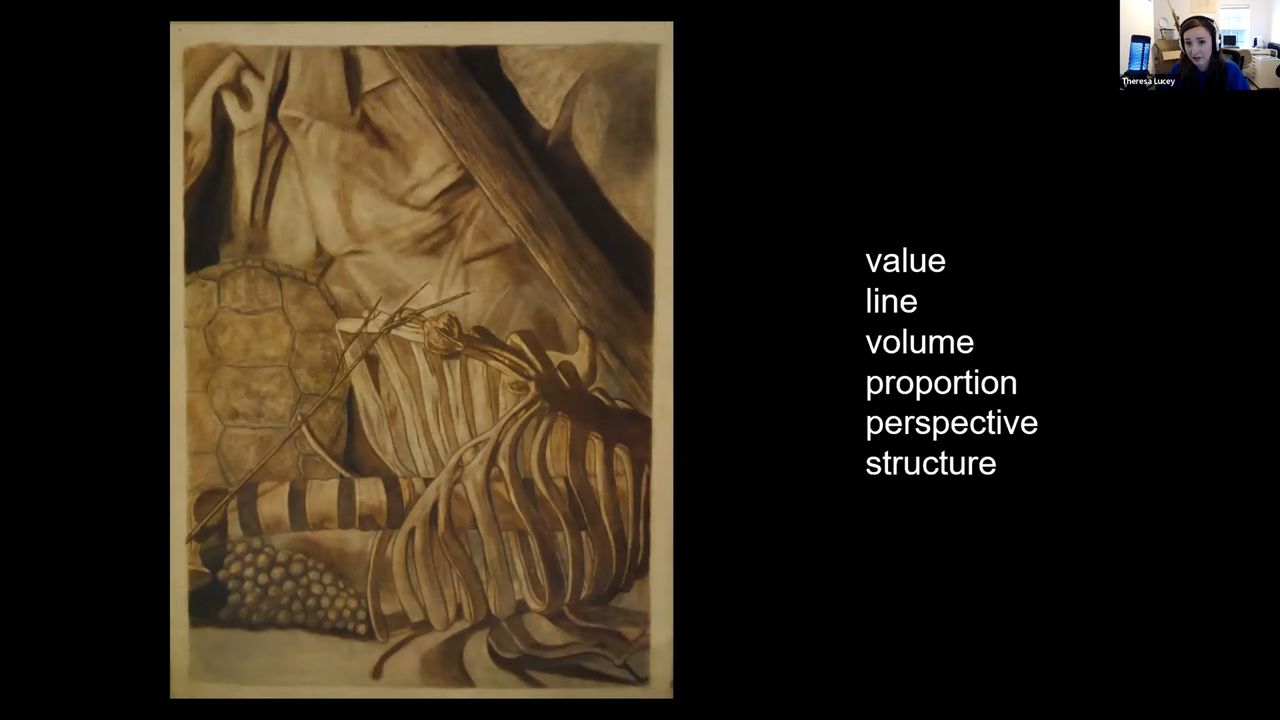 Theresa Lucey
value
line
volume
proportion
perspective
structure